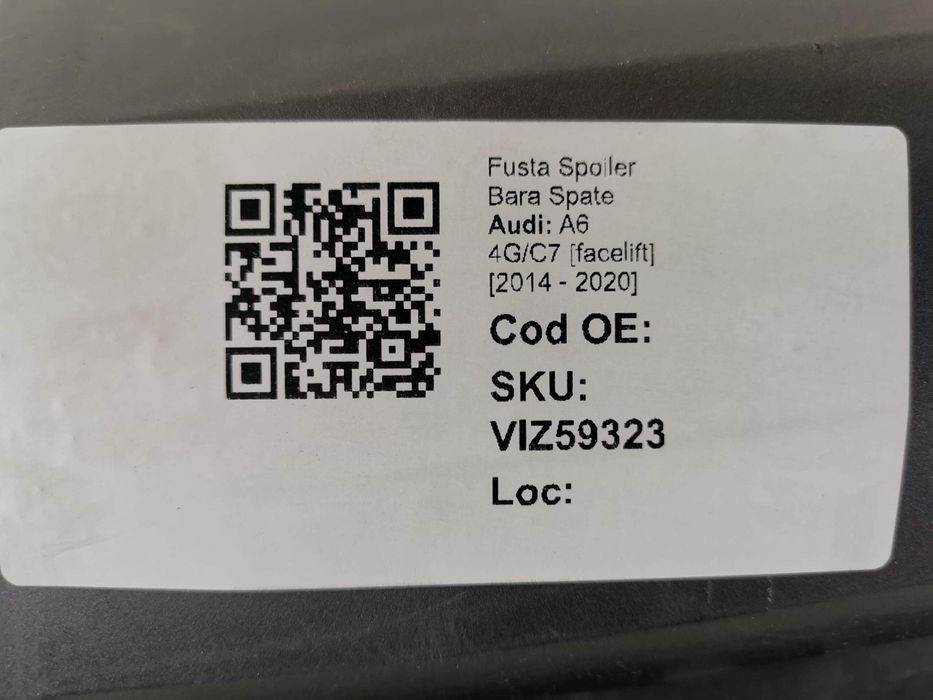 Fusta Spoiler
Bara Spate
Audi: A6
4G/C7 [facelift]
[2014 - 2020]
Cod OE:
SKU:
VIZ59323
Loc: